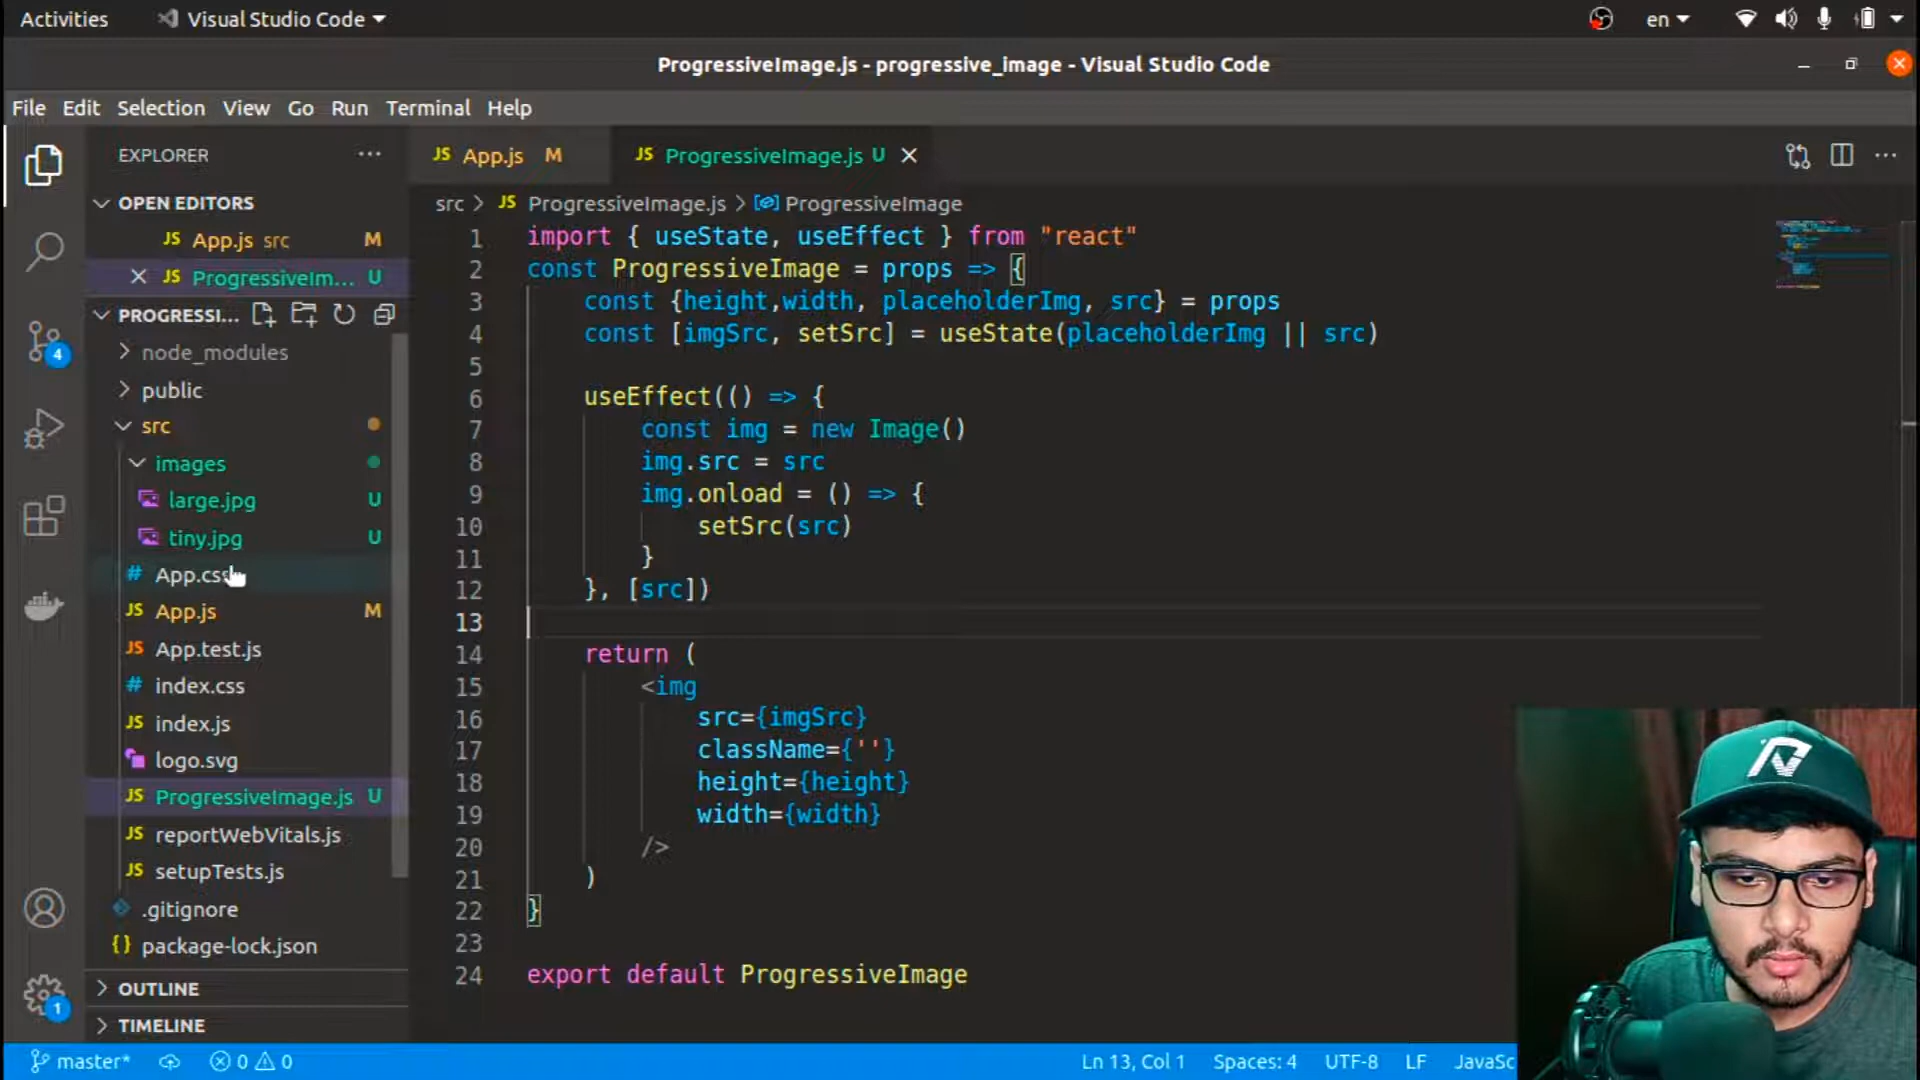 Activities
Visual Studio Code
en
ProgressiveImage.js - progressive_image - Visual Studio Code
File Edit Selection View Go Run Terminal Help
EXPLORER
JS App.js M
JS ProgressiveImage.js U
OPEN EDITORS
JS App.js src M
JS ProgressiveIm... U
src > JS ProgressiveImage.js > ProgressiveImage
PROGRESSI...
node_modules
public
src
images
large.jpg U
tiny.jpg U
# App.css
JS App.js M
JS App.test.js
# index.css
JS index.js
logo.svg
JS ProgressiveImage.js U
JS reportWebVitals.js
JS setupTests.js
.gitignore
{} package-lock.json
OUTLINE
TIMELINE
4
1
1 import { useState, useEffect } from "react"
2 const ProgressiveImage = props => {
3 const {height,width, placeholderImg, src} = props
4 const [imgSrc, setSrc] = useState(placeholderImg || src)
5
6 useEffect(() => {
7 const img = new Image()
8 img.src = src
9 img.onload = () => {
10 setSrc(src)
11 }
12 }, [src])
13
14 return (
15 <img
16 src={imgSrc}
17 className={''}
18 height={height}
19 width={width}
20 />
21 )
22 }
23
24 export default ProgressiveImage
master* 0 0 Ln 13, Col 1 Spaces: 4 UTF-8 LF JavaSc